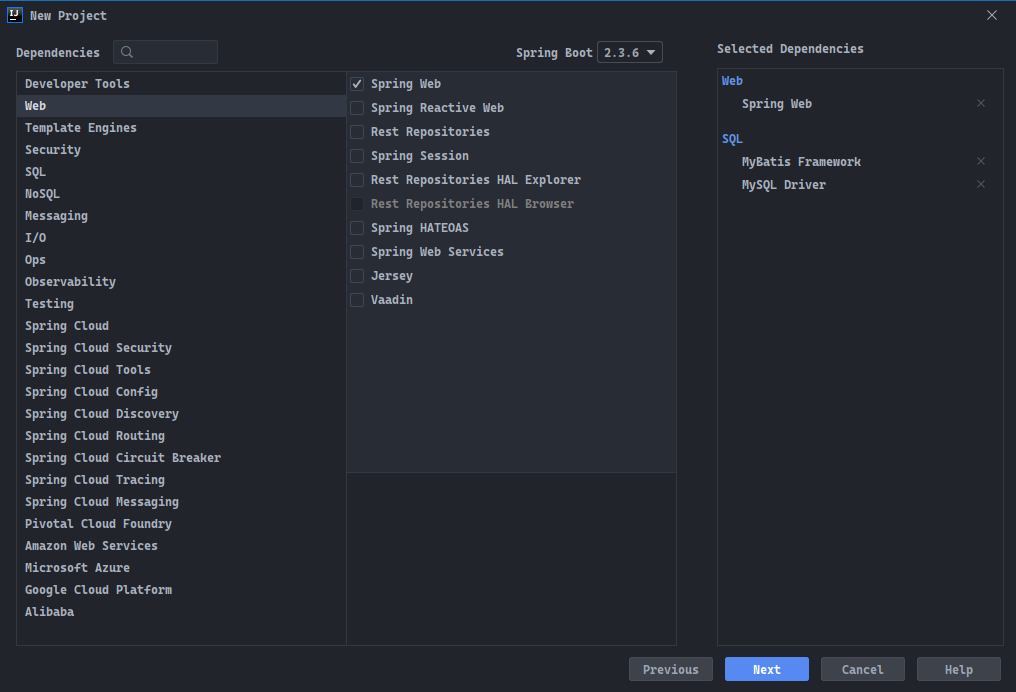 New Project
Dependencies
Spring Boot 2.3.6
Selected Dependencies
Developer Tools
Web
Template Engines
Security
SQL
NoSQL
Messaging
I/O
Ops
Observability
Testing
Spring Cloud
Spring Cloud Security
Spring Cloud Tools
Spring Cloud Config
Spring Cloud Discovery
Spring Cloud Routing
Spring Cloud Circuit Breaker
Spring Cloud Tracing
Spring Cloud Messaging
Pivotal Cloud Foundry
Amazon Web Services
Microsoft Azure
Google Cloud Platform
Alibaba
Spring Web
Spring Reactive Web
Rest Repositories
Spring Session
Rest Repositories HAL Explorer
Rest Repositories HAL Browser
Spring HATEOAS
Spring Web Services
Jersey
Vaadin
Web
Spring Web
SQL
MyBatis Framework
MySQL Driver
Previous
Next
Cancel
Help